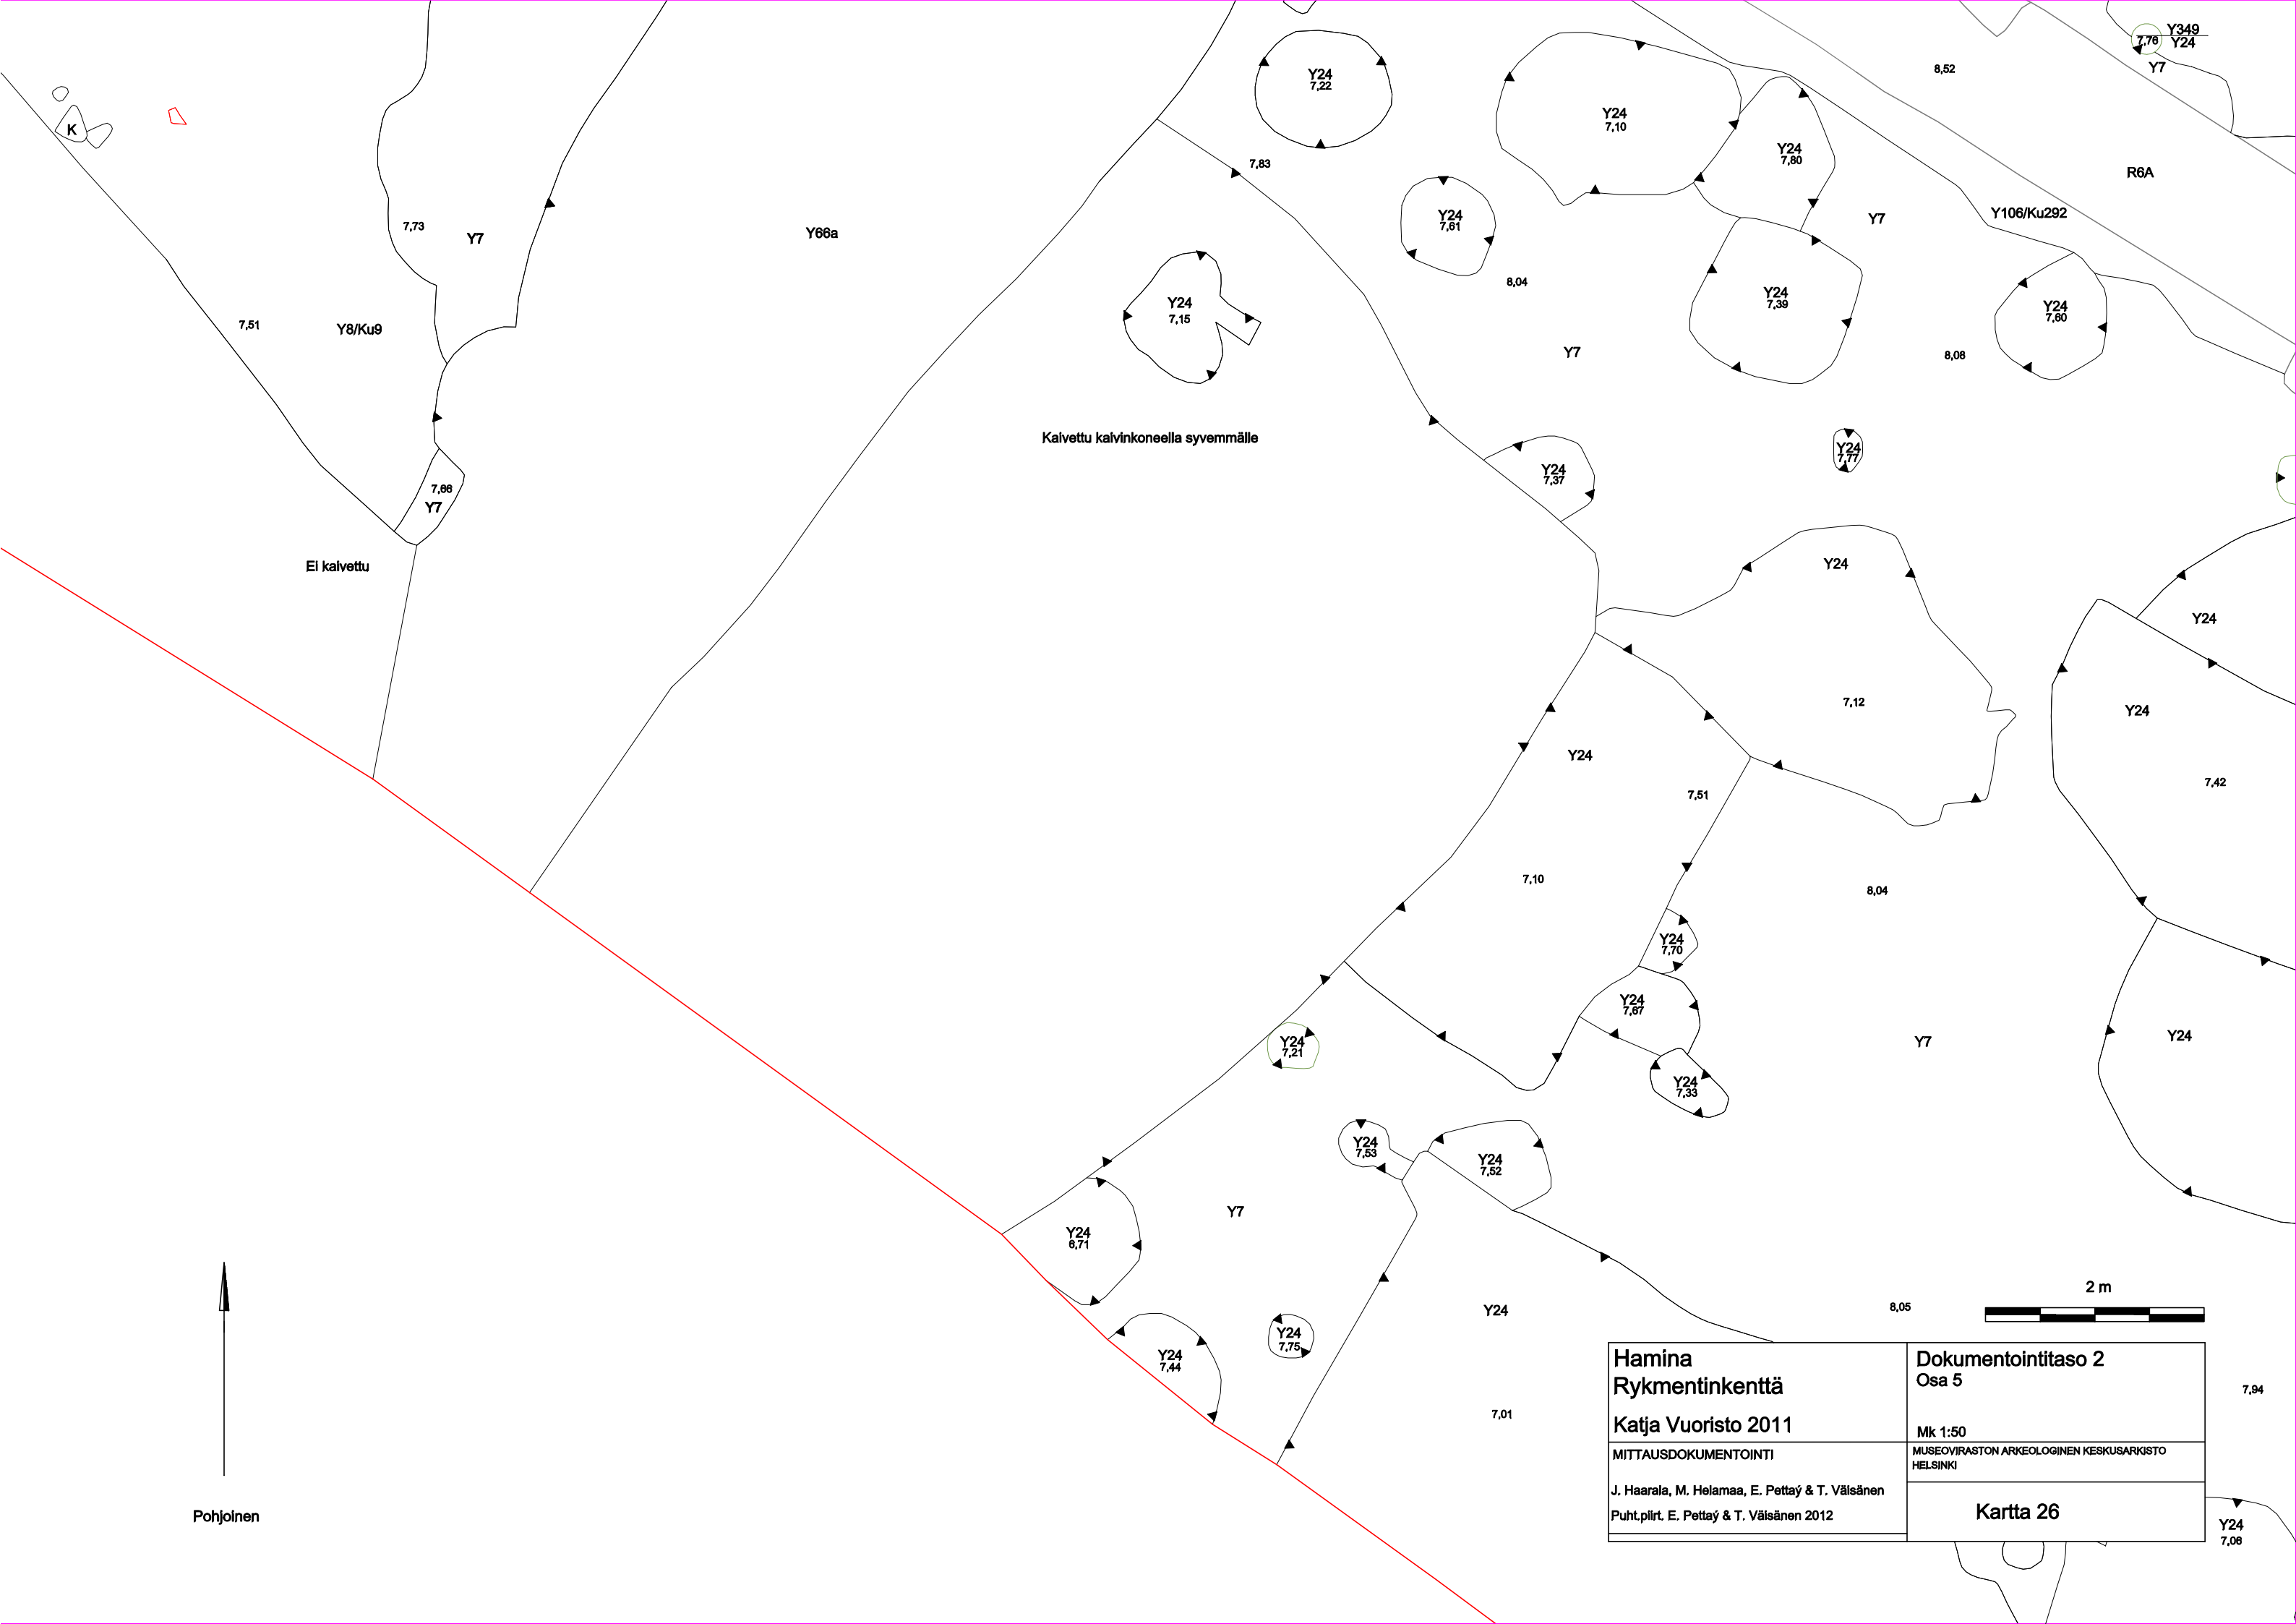 Y349
7,76
Y24
Y7
8,52
Y24
7,22
Y24
7,10
K
Y24
7,80
7,83
R6A
Y24
7,61
Y106/Ku292
Y7
7,73
Y7
Y66a
8,04
Y24
7,39
Y24
7,15
Y24
7,60
7,51
Y8/Ku9
Y7
8,08
Kaivettu kaivinkoneella syvemmälle
Y24
7,77
Y24
7,37
7,66
Y7
Ei kaivettu
Y24
Y24
7,12
Y24
Y24
7,51
7,42
7,10
8,04
Y24
7,70
Y24
7,67
Y24
7,21
Y7
Y24
Y24
7,33
Y24
7,53
Y24
7,52
Y7
Y24
6,71
2 m
Y24
8,05
Y24
7,75
Y24
7,44
7,01
7,94
Hamina
Rykmentinkenttä
Katja Vuoristo 2011
MITTAUSDOKUMENTOINTI
J. Haarala, M. Helamaa, E. Pettaý & T. Väisänen
Puht.piirt. E. Pettaý & T. Väisänen 2012
Dokumentointitaso 2
Osa 5
Mk 1:50
MUSEOVIRASTON ARKEOLOGINEN KESKUSARKISTO
HELSINKI
Kartta 26
Pohjoinen
Y24
7,06